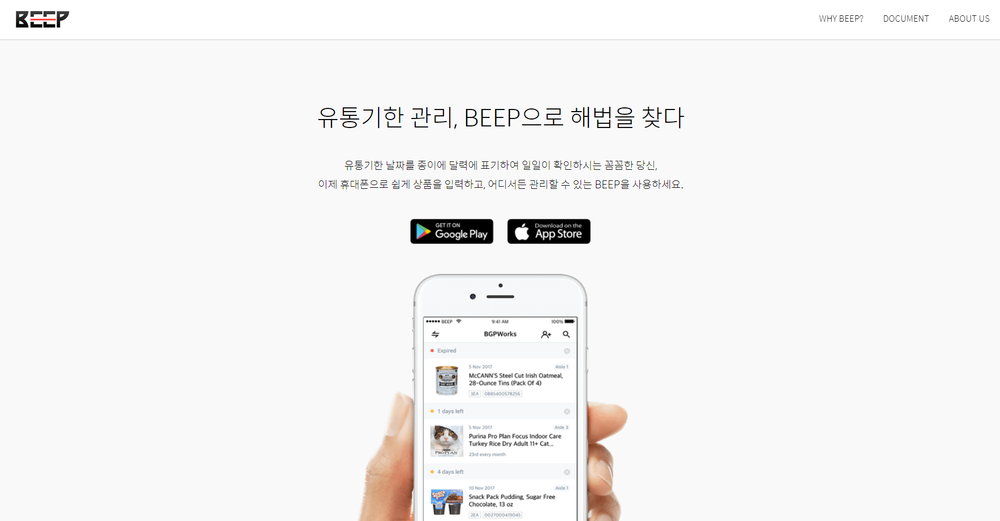 BEEP
WHY BEEP? DOCUMENT ABOUT US
유통기한 관리, BEEP으로 해법을 찾다
유통기한 날짜를 종이에 달력에 표기하여 일일이 확인하시는 꼼꼼한 당신,
이제 휴대폰으로 쉽게 상품을 입력하고, 어디서든 관리할 수 있는 BEEP을 사용하세요.
GET IT ON
Google Play
Download on the
App Store
BEEP 9:41 AM 100%
BGPWorks
Expired
5 Nov 2017 Aisle 1
McCANN'S Steel Cut Irish Oatmeal,
28-Ounce Tins (Pack Of 4)
3EA 0885400578256
1 days left
5 Nov 2017 Aisle 3
Purina Pro Plan Focus Indoor Care
Turkey Rice Dry Adult 11+ Cat...
23rd every month
PRO PLAN
4 days left
10 Nov 2017 Aisle 1
Snack Pack Pudding, Sugar Free
Chocolate, 13 oz
Snack Pack
2EA 0027000419045